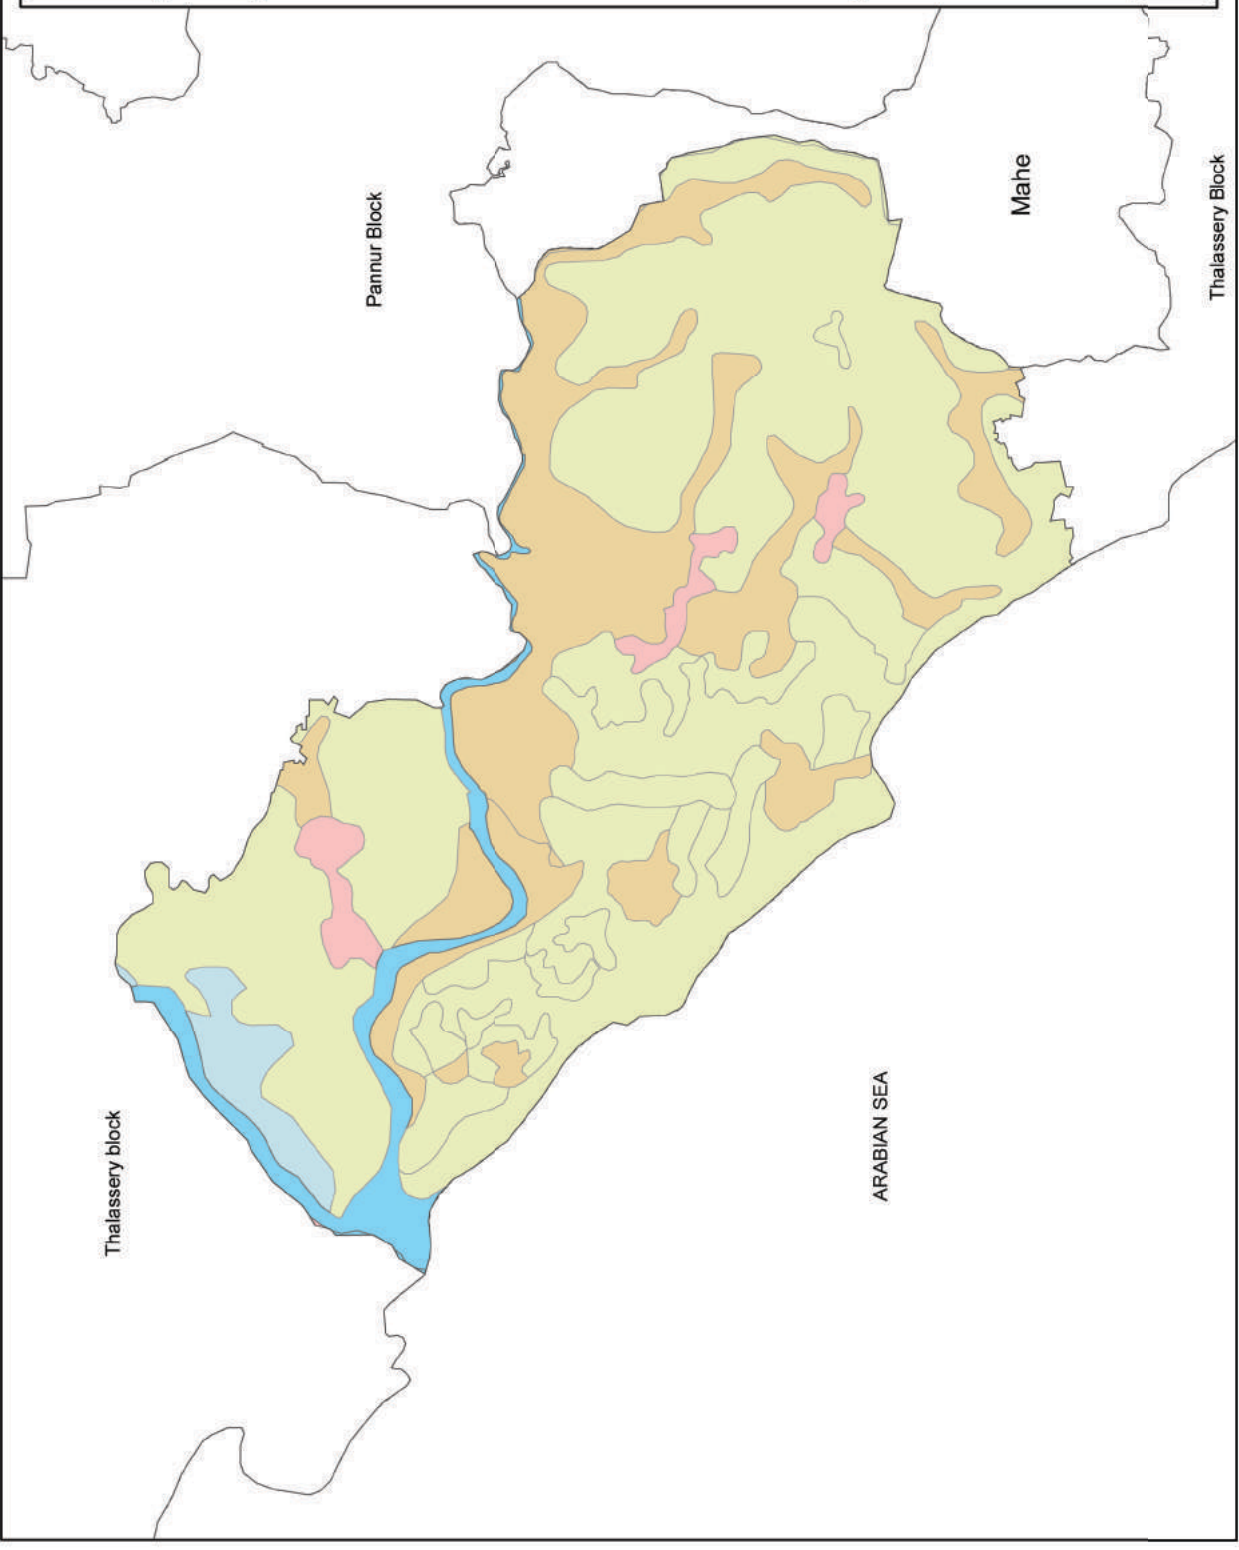 Thalassery block
Pannur Block
ARABIAN SEA
Mahe
Thalassery Block